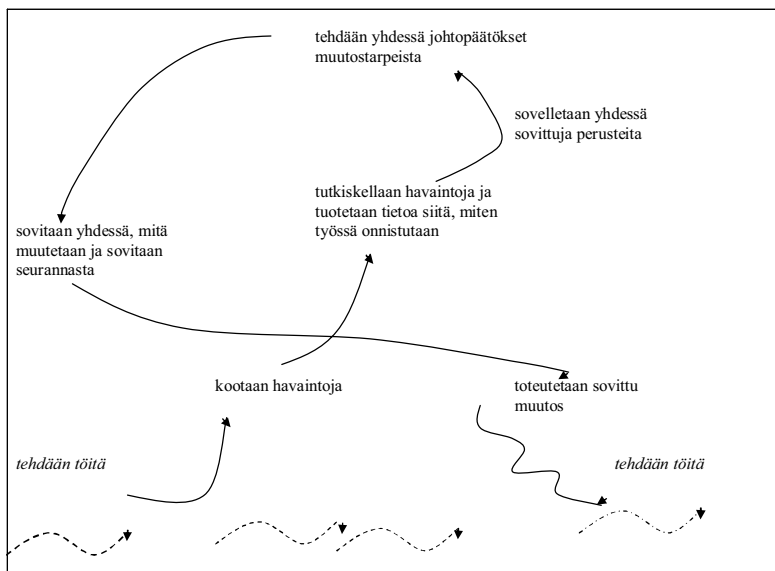 tehdään yhdessä johtopäätökset
muutostarpeista
sovelletaan yhdessä
sovittuja perusteita
tutkiskellaan havaintoja ja
tuotetaan tietoa siitä, miten
työssä onnistutaan
sovitaan yhdessä, mitä
muutetaan ja sovitaan
seurannasta
kootaan havaintoja
toteutetaan sovittu
muutos
tehdään töitä
tehdään töitä